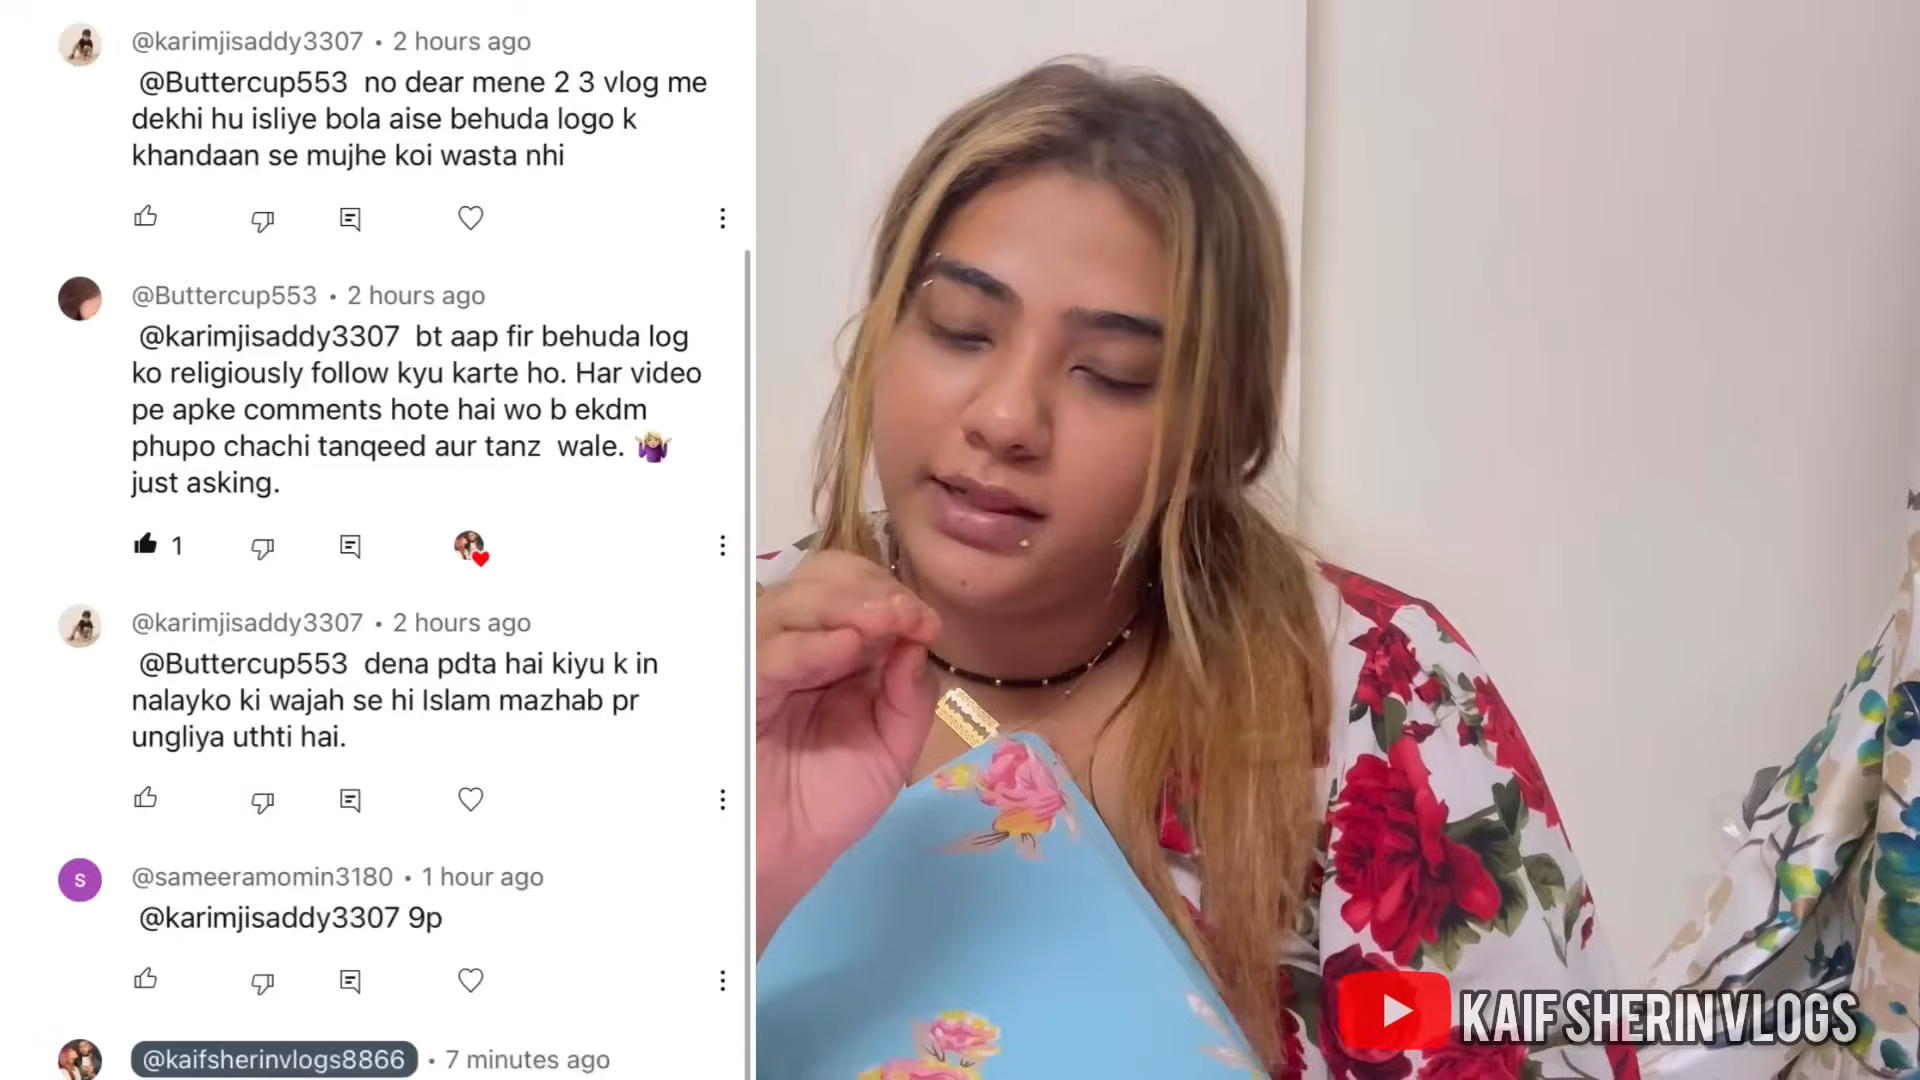 @karimjisaddy3307 • 2 hours ago
@Buttercup553 no dear mene 2 3 vlog me
dekhi hu isliye bola aise behuda logo k
khandaan se mujhe koi wasta nhi
@Buttercup553 • 2 hours ago
@karimjisaddy3307 bt aap fir behuda log
ko religiously follow kyu karte ho. Har video
pe apke comments hote hai wo b ekdm
phupo chachi tanqeed aur tanz wale. 🤷🏼‍♀️
just asking.
1
@karimjisaddy3307 • 2 hours ago
@Buttercup553 dena pdta hai kiyu k in
nalayko ki wajah se hi Islam mazhab pr
ungliya uthti hai.
S
@sameeramomin3180 • 1 hour ago
@karimjisaddy3307 9p
@kaifsherinvlogs8866 • 7 minutes ago
KAIFSHERINVLOGS